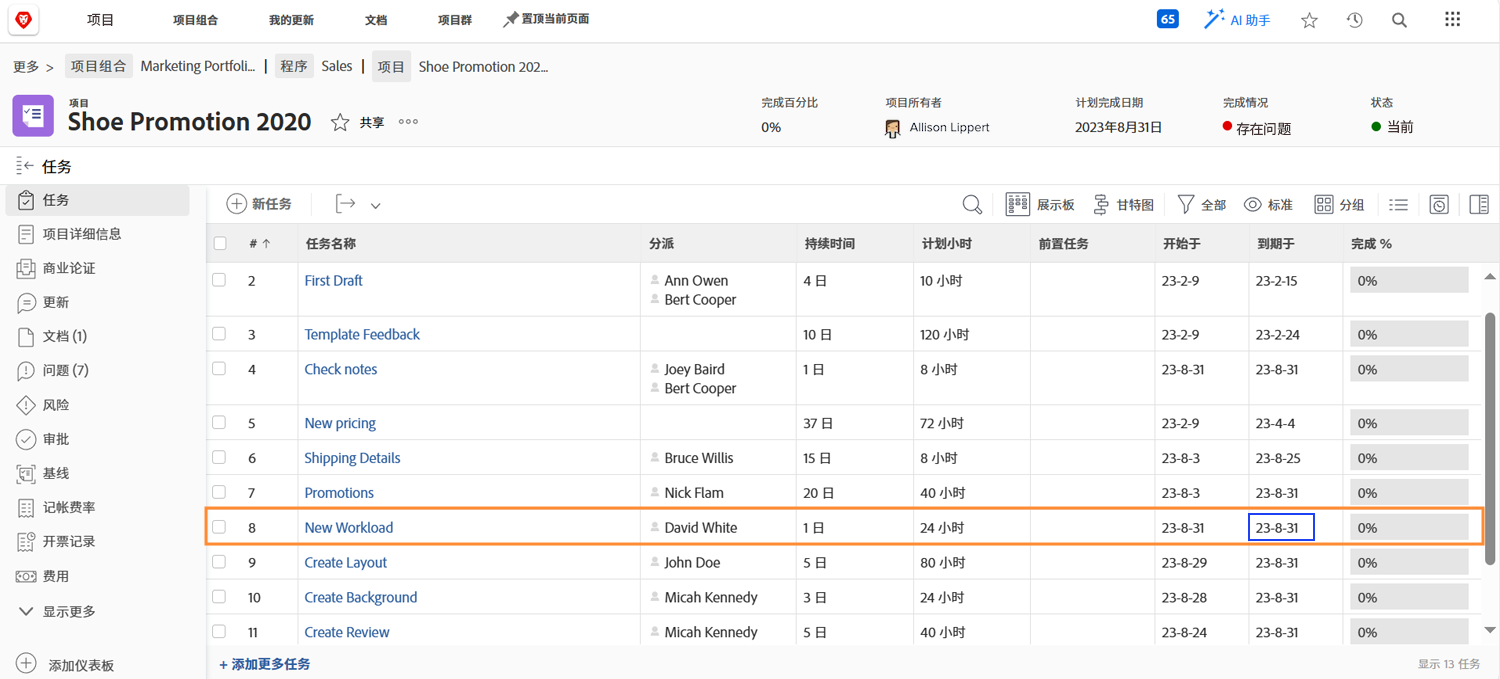 项目 项目组合 我的更新 文档 项目群 置顶当前页面 65 AI 助手
更多 > 项目组合 Marketing Portfoli... | 程序 Sales | 项目 Shoe Promotion 202...
项目
Shoe Promotion 2020 共享
完成百分比 项目所有者 计划完成日期 完成情况 状态
0% Allison Lippert 2023年8月31日 存在问题 当前
任务
任务
项目详细信息
商业论证
更新
文档 (1)
问题 (7)
风险
审批
基线
记帐费率
开票记录
费用
显示更多
添加仪表板
新任务 展示板 甘特图 全部 标准 分组
# ↑ 任务名称 分派 持续时间 计划小时 前置任务 开始于 到期于 完成 %
2 First Draft Ann Owen 4 日 10 小时 23-2-9 23-2-15 0%
Bert Cooper
3 Template Feedback 10 日 120 小时 23-2-9 23-2-24 0%
4 Check notes Joey Baird 1 日 8 小时 23-8-31 23-8-31 0%
Bert Cooper
5 New pricing 37 日 72 小时 23-2-9 23-4-4 0%
6 Shipping Details Bruce Willis 15 日 8 小时 23-8-3 23-8-25 0%
7 Promotions Nick Flam 20 日 40 小时 23-8-3 23-8-31 0%
8 New Workload David White 1 日 24 小时 23-8-31 23-8-31 0%
9 Create Layout John Doe 5 日 80 小时 23-8-29 23-8-31 0%
10 Create Background Micah Kennedy 3 日 24 小时 23-8-28 23-8-31 0%
11 Create Review Micah Kennedy 5 日 40 小时 23-8-24 23-8-31 0%
+ 添加更多任务 显示 13 任务